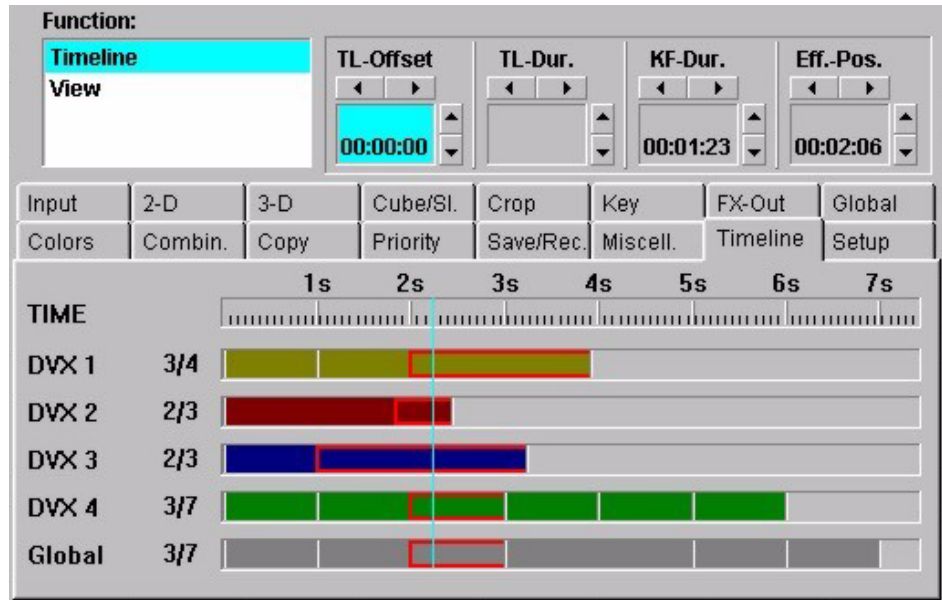 Function:
Timeline
View
TL-Offset TL-Dur. KF-Dur. Eff.-Pos.
00:00:00 00:01:23 00:02:06
Input 2-D 3-D Cube/Sl. Crop Key FX-Out Global
Colors Combin. Copy Priority Save/Rec. Miscell. Timeline Setup
1s 2s 3s 4s 5s 6s 7s
TIME
DVX 1 3/4
DVX 2 2/3
DVX 3 2/3
DVX 4 3/7
Global 3/7